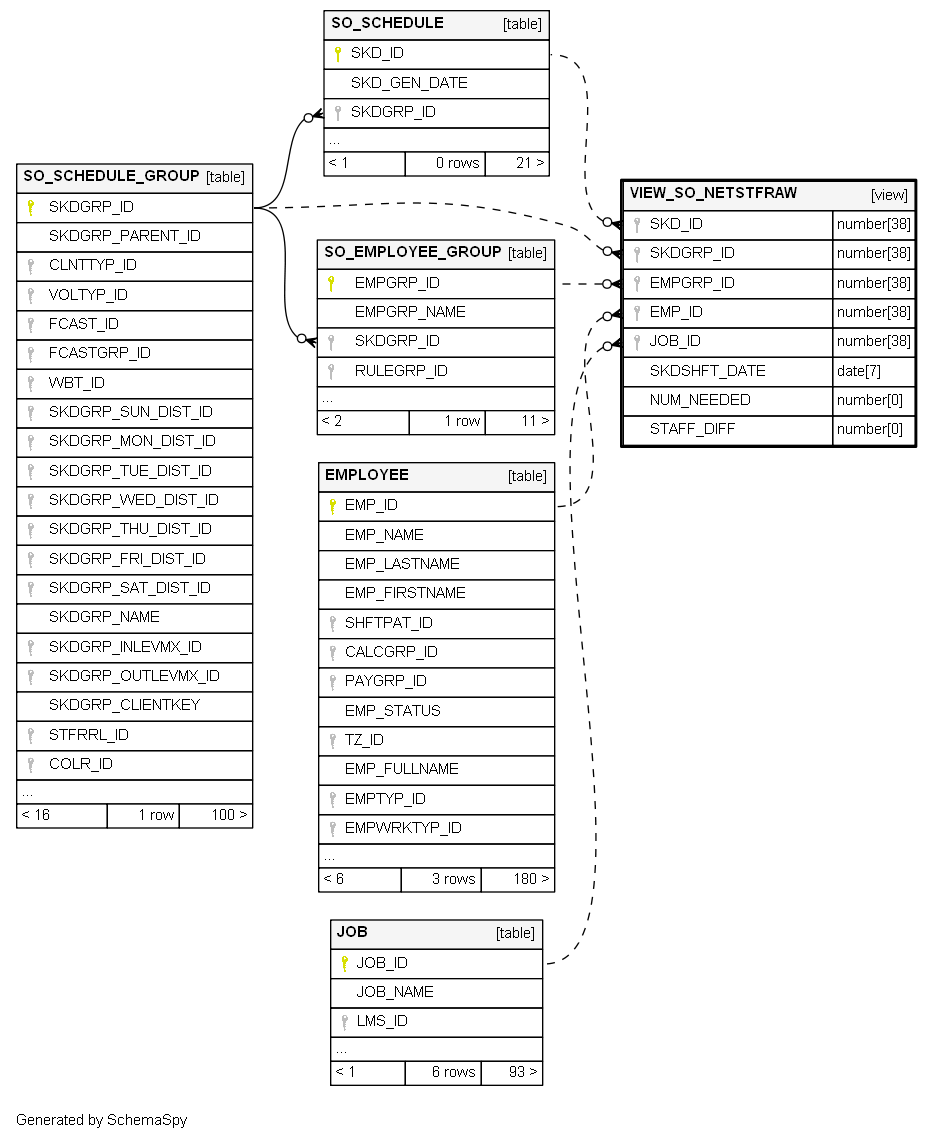 SO_SCHEDULE [table]
SKD_ID
SKD_GEN_DATE
SKDGRP_ID
...
< 1 0 rows 21 >
SO_SCHEDULE_GROUP [table]
SKDGRP_ID
SKDGRP_PARENT_ID
CLNTTYP_ID
VOLTYP_ID
FCAST_ID
FCASTGRP_ID
WBT_ID
SKDGRP_SUN_DIST_ID
SKDGRP_MON_DIST_ID
SKDGRP_TUE_DIST_ID
SKDGRP_WED_DIST_ID
SKDGRP_THU_DIST_ID
SKDGRP_FRI_DIST_ID
SKDGRP_SAT_DIST_ID
SKDGRP_NAME
SKDGRP_INLEVMX_ID
SKDGRP_OUTLEVMX_ID
SKDGRP_CLIENTKEY
STFRRL_ID
COLR_ID
...
< 16 1 row 100 >
SO_EMPLOYEE_GROUP [table]
EMPGRP_ID
EMPGRP_NAME
SKDGRP_ID
RULEGRP_ID
...
< 2 1 row 11 >
EMPLOYEE [table]
EMP_ID
EMP_NAME
EMP_LASTNAME
EMP_FIRSTNAME
SHFTPAT_ID
CALCGRP_ID
PAYGRP_ID
EMP_STATUS
TZ_ID
EMP_FULLNAME
EMPTYP_ID
EMPWRKTYP_ID
...
< 6 3 rows 180 >
JOB [table]
JOB_ID
JOB_NAME
LMS_ID
...
< 1 6 rows 93 >
VIEW_SO_NETSTFRAW [view]
SKD_ID number[38]
SKDGRP_ID number[38]
EMPGRP_ID number[38]
EMP_ID number[38]
JOB_ID number[38]
SKDSHFT_DATE date[7]
NUM_NEEDED number[0]
STAFF_DIFF number[0]
Generated by SchemaSpy